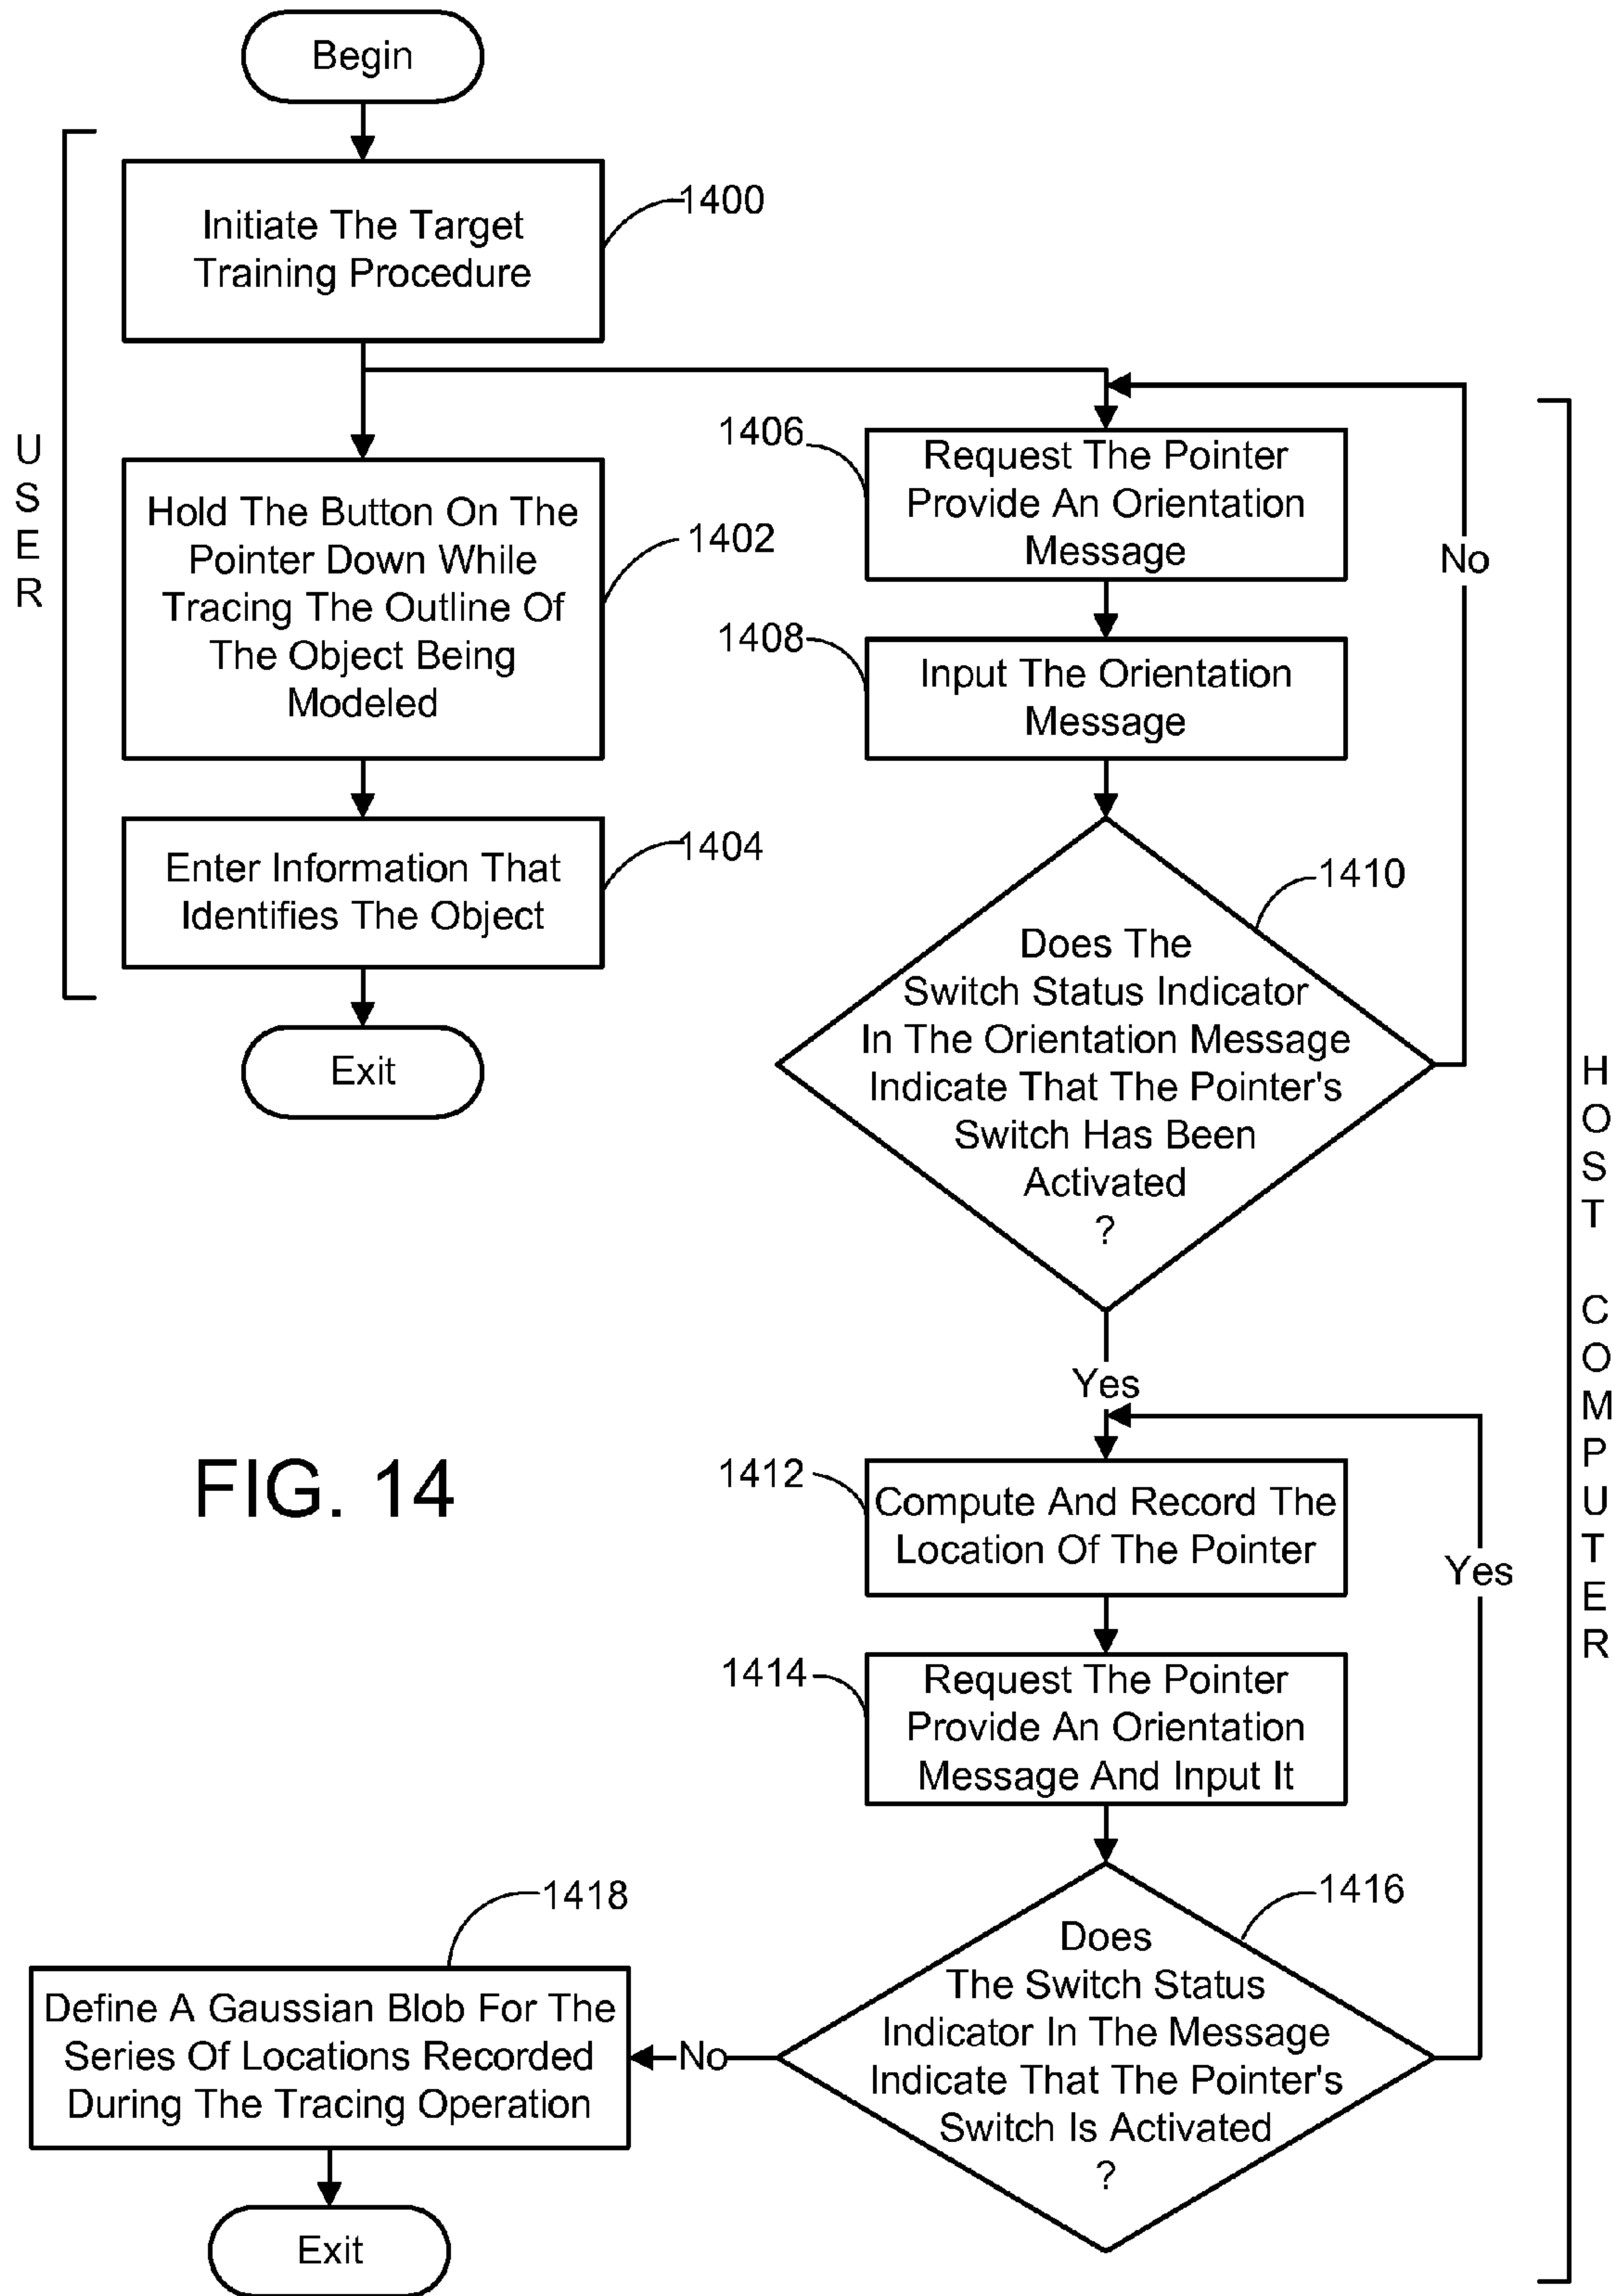 Begin
USER
Initiate The Target
Training Procedure
1400
Hold The Button On The
Pointer Down While
Tracing The Outline Of
The Object Being
Modeled
1402
Enter Information That
Identifies The Object
1404
Exit
HOST COMPUTER
1406
Request The Pointer
Provide An Orientation
Message
1408
Input The Orientation
Message
No
1410
Does The
Switch Status Indicator
In The Orientation Message
Indicate That The Pointer's
Switch Has Been
Activated
?
Yes
FIG. 14
1412
Compute And Record The
Location Of The Pointer
Yes
1414
Request The Pointer
Provide An Orientation
Message And Input It
1416
Does
The Switch Status
Indicator In The Message
Indicate That The Pointer's
Switch Is Activated
?
No
1418
Define A Gaussian Blob For The
Series Of Locations Recorded
During The Tracing Operation
Exit